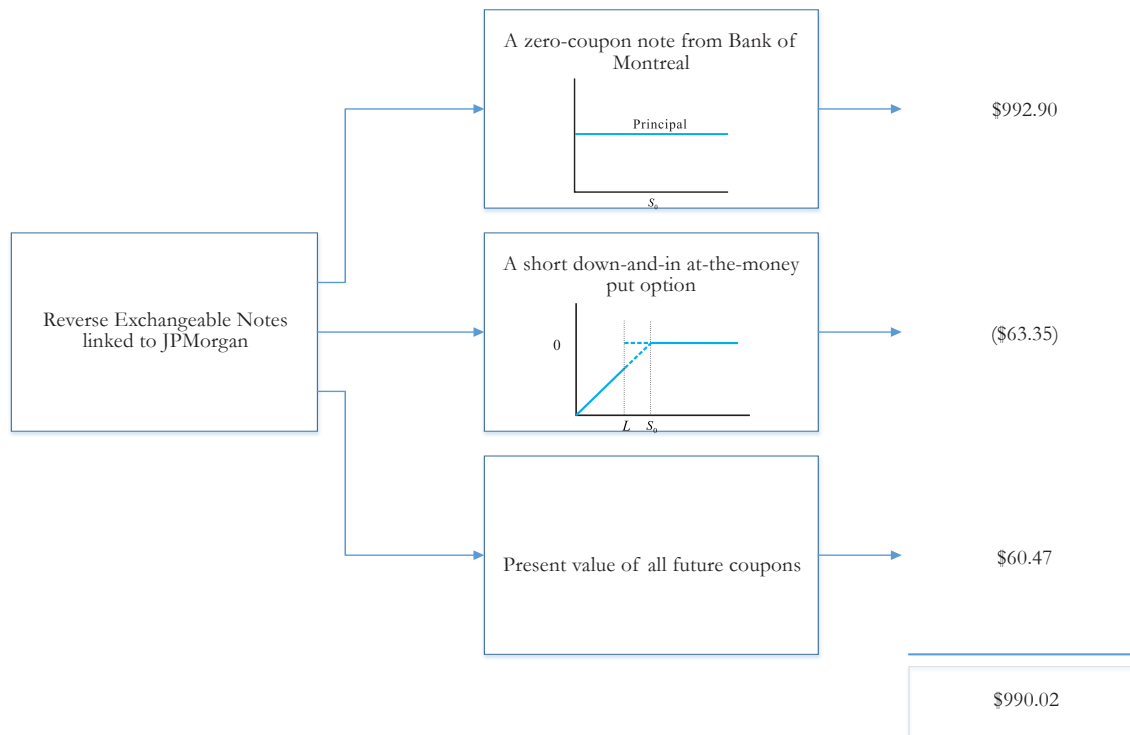 Reverse Exchangeable Notes
linked to JPMorgan
A zero-coupon note from Bank of
Montreal
Principal
S₀
$992.90
A short down-and-in at-the-money
put option
0
L S₀
($63.35)
Present value of all future coupons
$60.47
$990.02